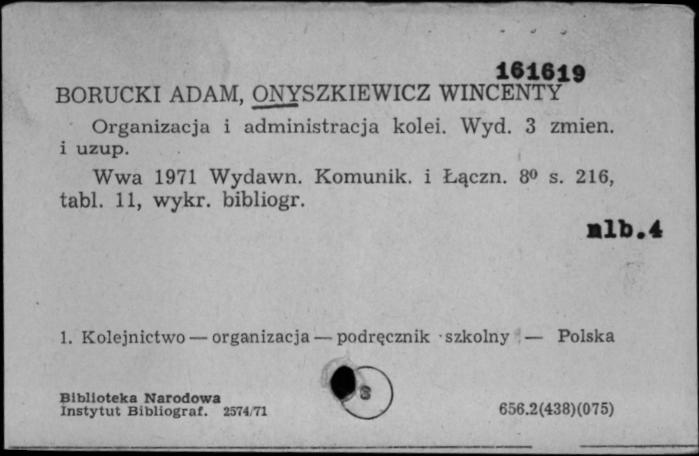 161619
BORUCKI ADAM, ONYSZKIEWICZ WINCENTY
Organizacja i administracja kolei. Wyd. 3 zmien.
i uzup.
Wwa 1971 Wydawn. Komunik. i Łączn. 8⁰ s. 216,
tabl. 11, wykr. bibliogr.
nlb.4
1. Kolejnictwo — organizacja — podręcznik szkolny — Polska
Biblioteka Narodowa
Instytut Bibliograf. 2574/71
S
656.2(438)(075)